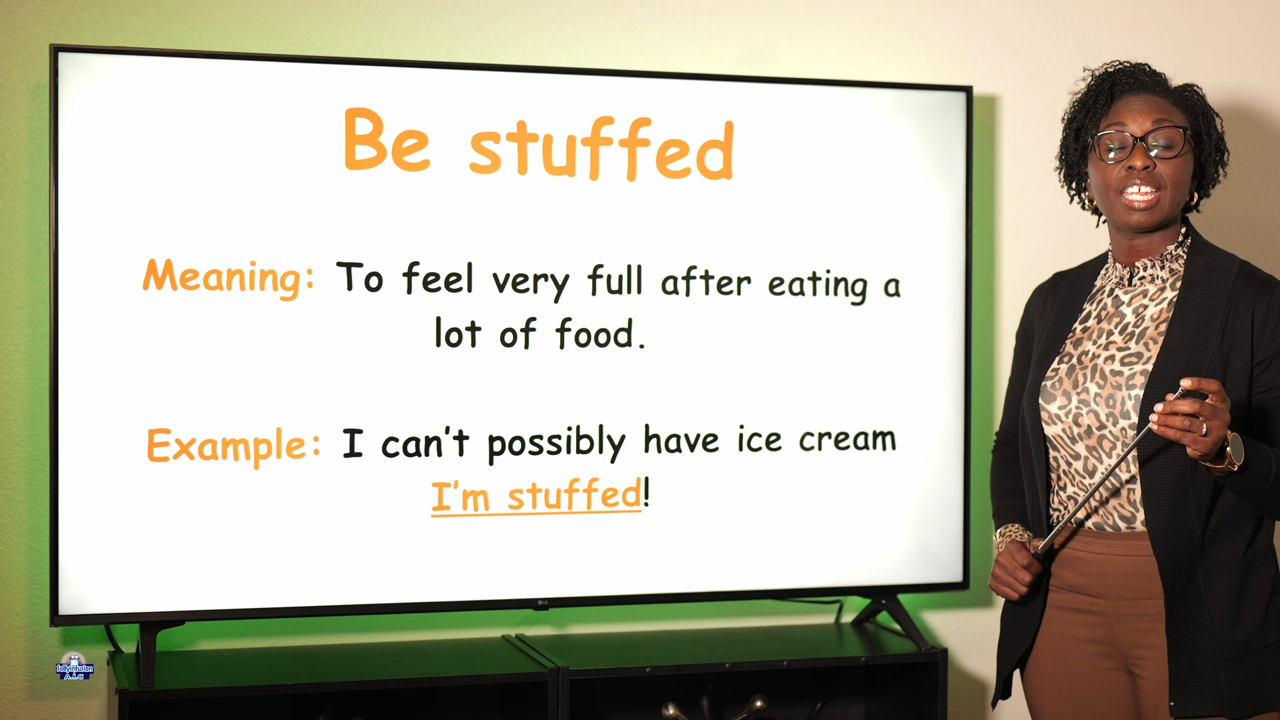 Be stuffed
Meaning: To feel very full after eating a
lot of food.
Example: I can't possibly have ice cream
I'm stuffed!
LG